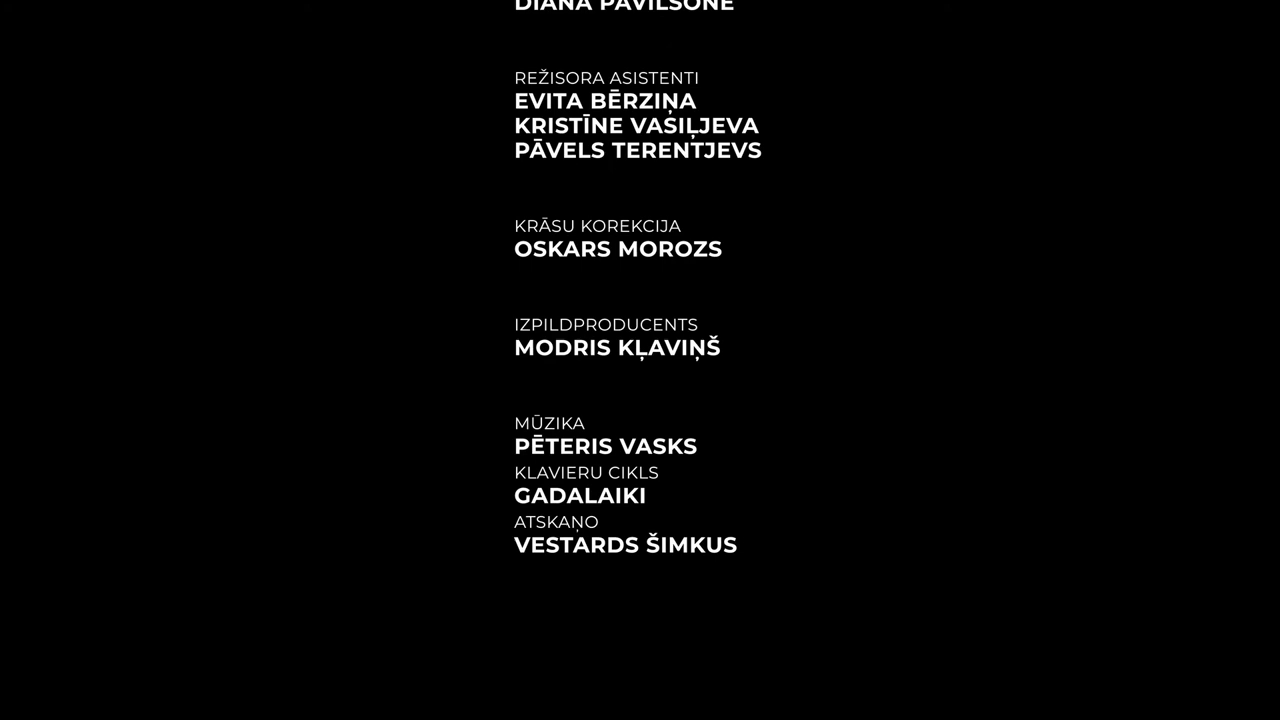 DIANA PAVILSONE
REŽISORA ASISTENTI
EVITA BĒRZIŅA
KRISTĪNE VASIĻJEVA
PĀVELS TERENTJEVS
KRĀSU KOREKCIJA
OSKARS MOROZS
IZPILDPRODUCENTS
MODRIS KĻAVIŅŠ
MŪZIKA
PĒTERIS VASKS
KLAVIERU CIKLS
GADALAIKI
ATSKAŅO
VESTARDS ŠIMKUS